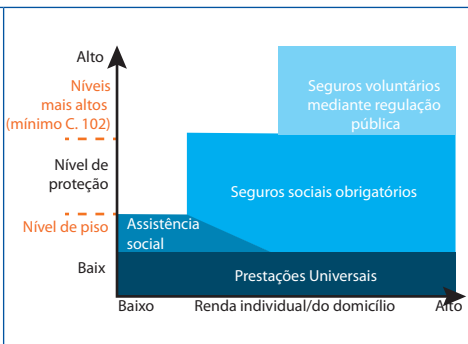 Alto
Níveis
mais altos
(mínimo C. 102)
Nível de
proteção
Nível de piso
Baix
Seguros voluntários
mediante regulação
pública
Seguros sociais obrigatórios
Assistência
social
Prestações Universais
Baixo
Renda individual/do domicílio
Alto